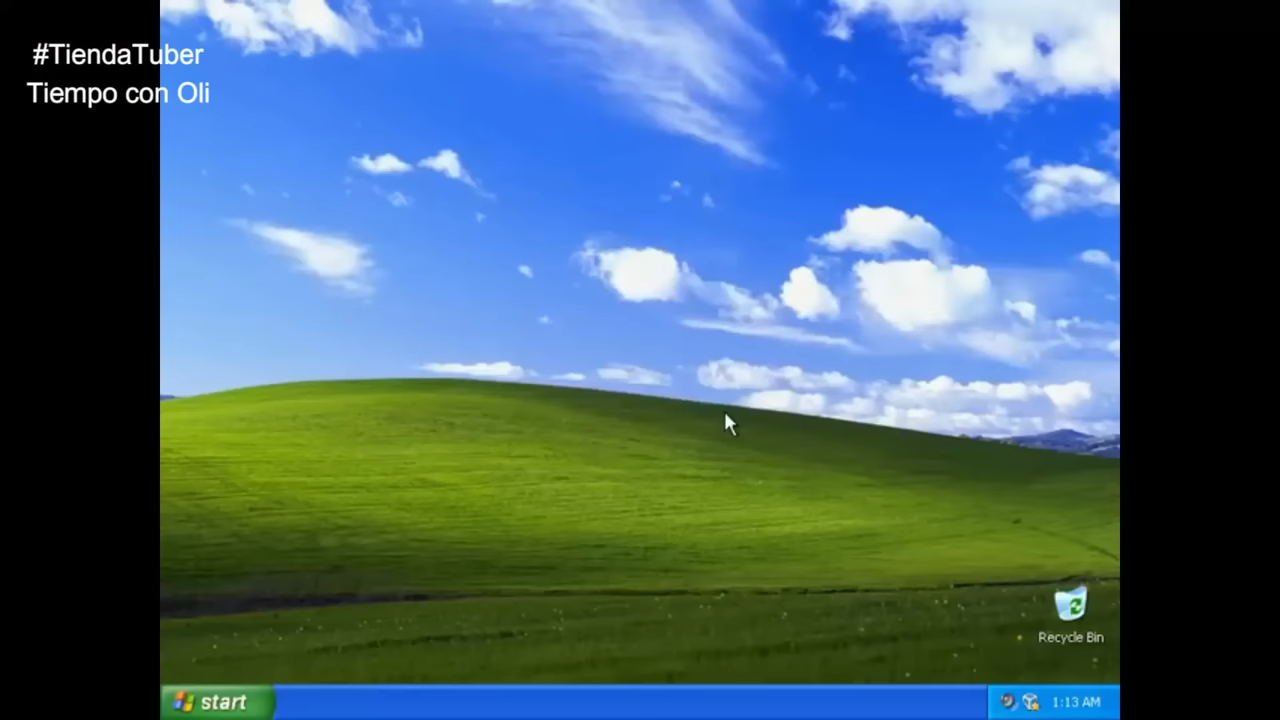 #TiendaTuber
Tiempo con Oli
Recycle Bin
start
1:13 AM